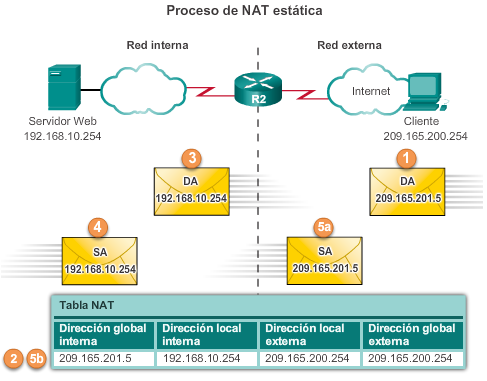 Proceso de NAT estática
Red interna
Red externa
R2
Internet
Servidor Web
192.168.10.254
Cliente
209.165.200.254
3
DA
192.168.10.254
1
DA
209.165.201.5
4
SA
192.168.10.254
5a
SA
209.165.201.5
Tabla NAT
Dirección global interna
Dirección local interna
Dirección local externa
Dirección global externa
2
5b
209.165.201.5
192.168.10.254
209.165.200.254
209.165.200.254